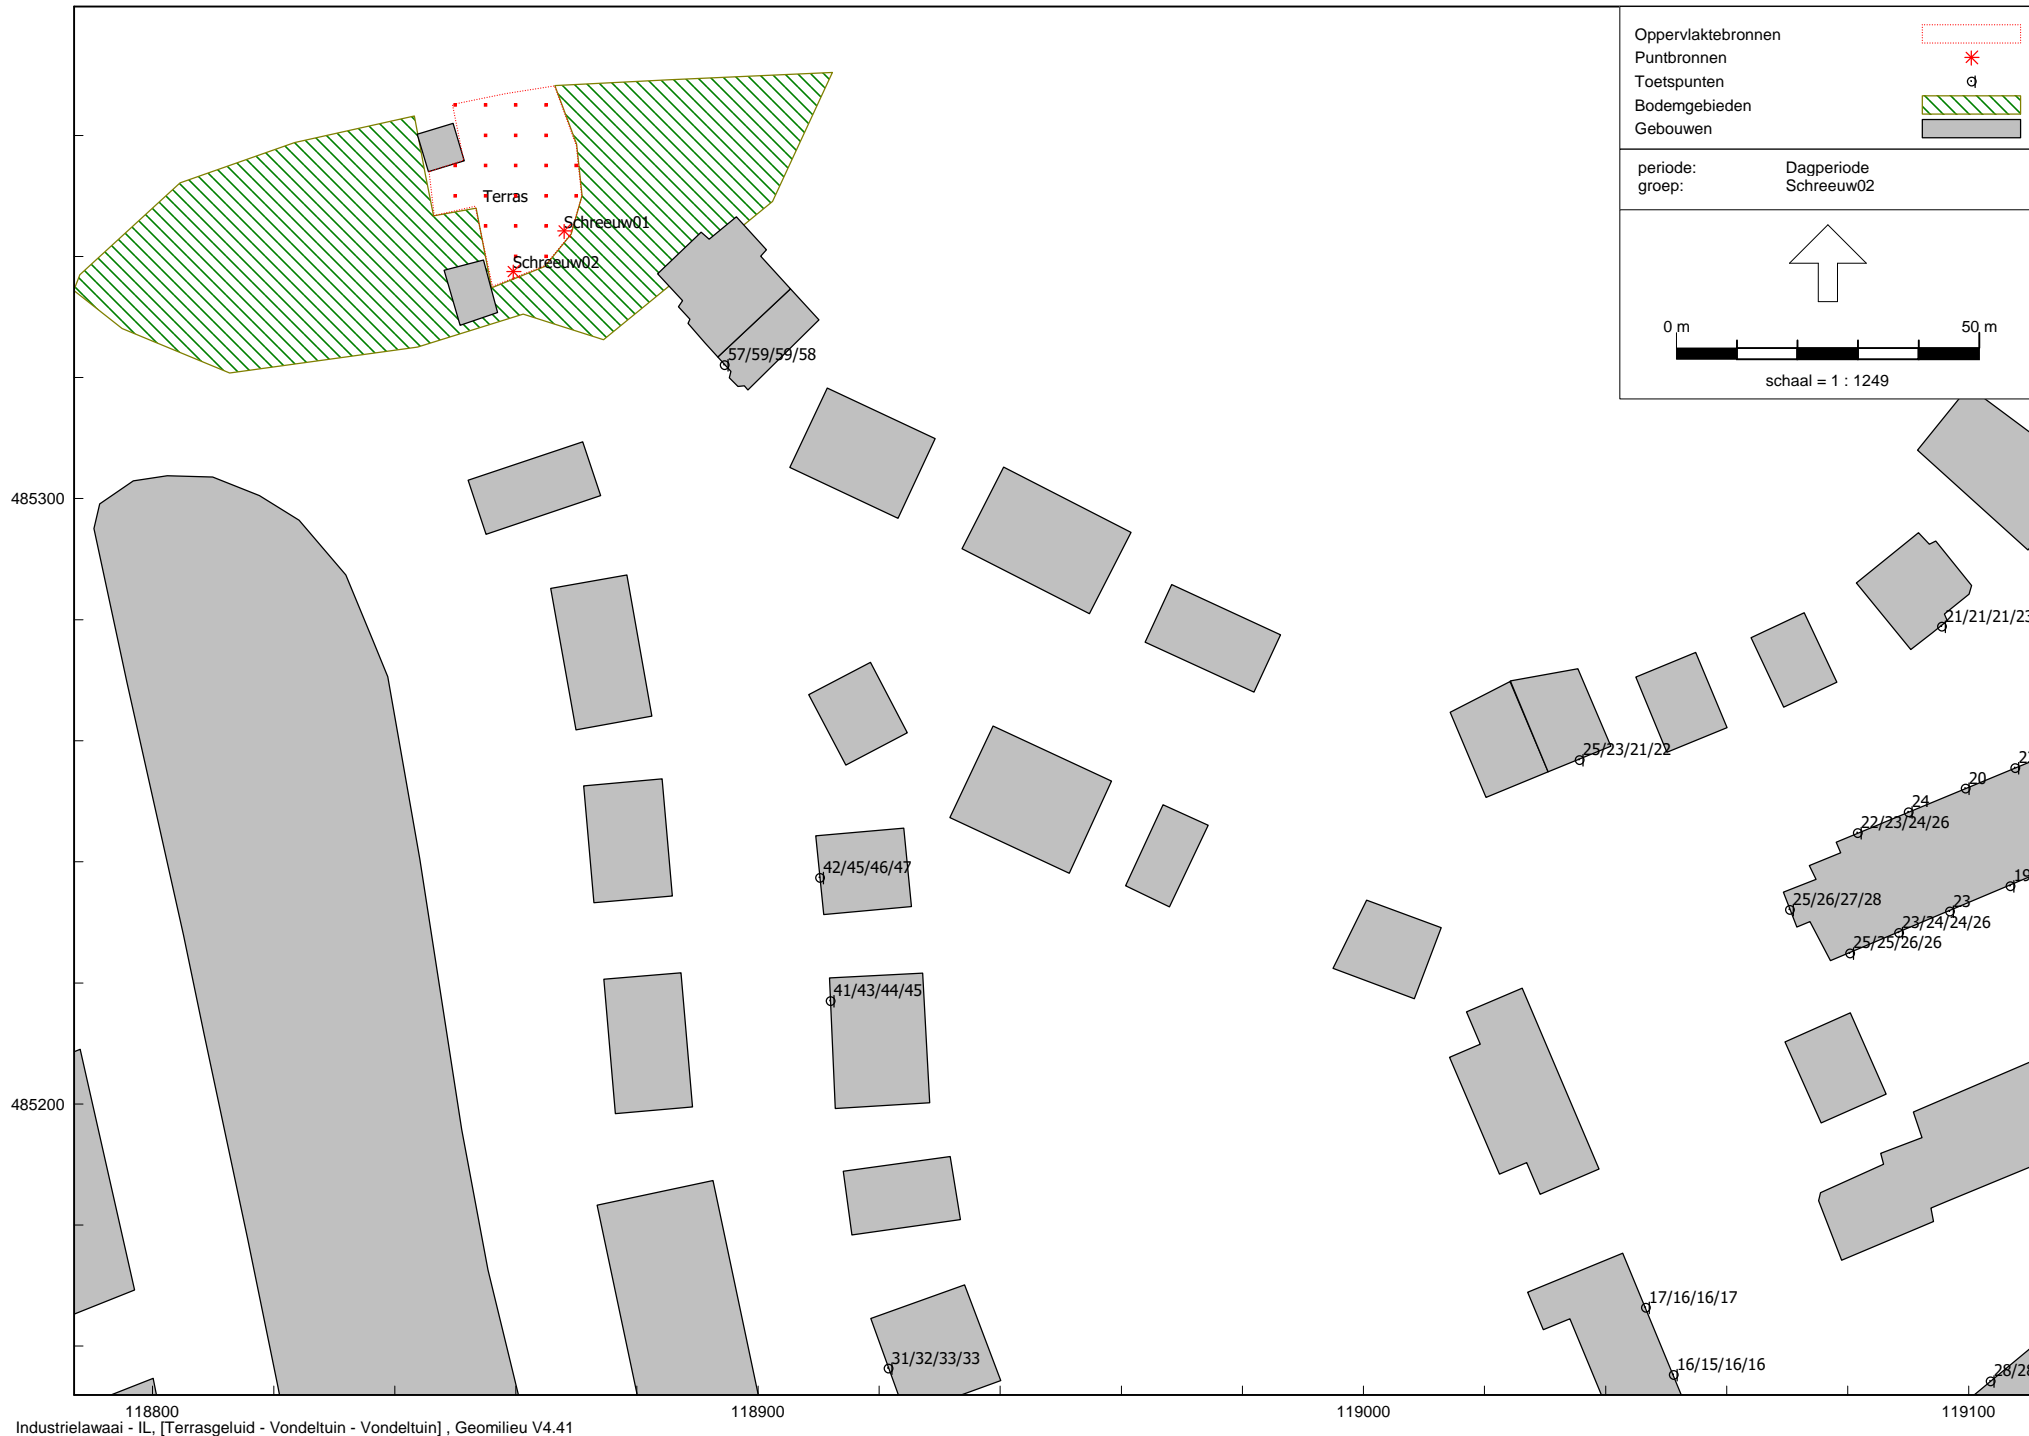 Oppervlaktebronnen
Puntbronnen
Toetspunten
Bodemgebieden
Gebouwen
periode: Dagperiode
groep: Schreeuw02
0 m 50 m
schaal = 1 : 1249
Terras
Schreeuw01
Schreeuw02
57/59/59/58
485300
21/21/21/23
25/23/21/22
20
24
22/23/24/26
42/45/46/47
19
25/26/27/28
23
23/24/24/26
25/25/26/26
41/43/44/45
485200
17/16/16/17
31/32/33/33
16/15/16/16
118800 118900 119000 119100
Industrielawaai - IL, [Terrasgeluid - Vondeltuin - Vondeltuin] , Geomilieu V4.41